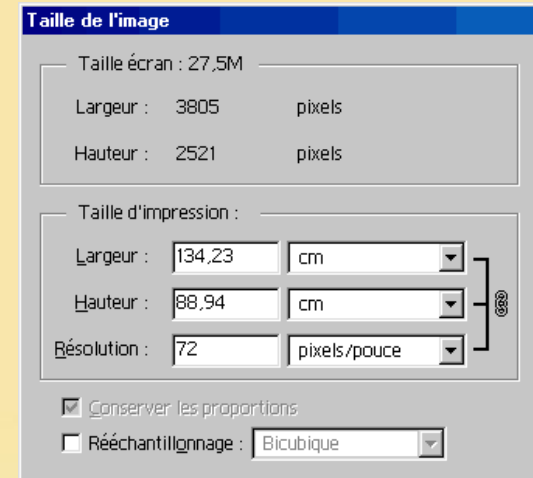 Taille de l'image
Taille écran : 27,5M
Largeur : 3805 pixels
Hauteur : 2521 pixels
Taille d'impression :
Largeur : 134,23 cm
Hauteur : 88,94 cm
Résolution : 72 pixels/pouce
Conserver les proportions
Rééchantillonnage : Bicubique